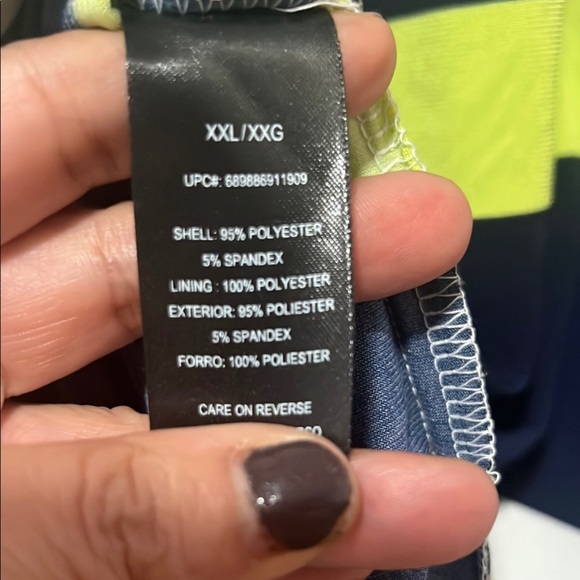 XXL/XXG
UPC#: 689886911909
SHELL: 95% POLYESTER
5% SPANDEX
LINING : 100% POLYESTER
EXTERIOR: 95% POLIESTER
5% SPANDEX
FORRO: 100% POLIESTER
CARE ON REVERSE